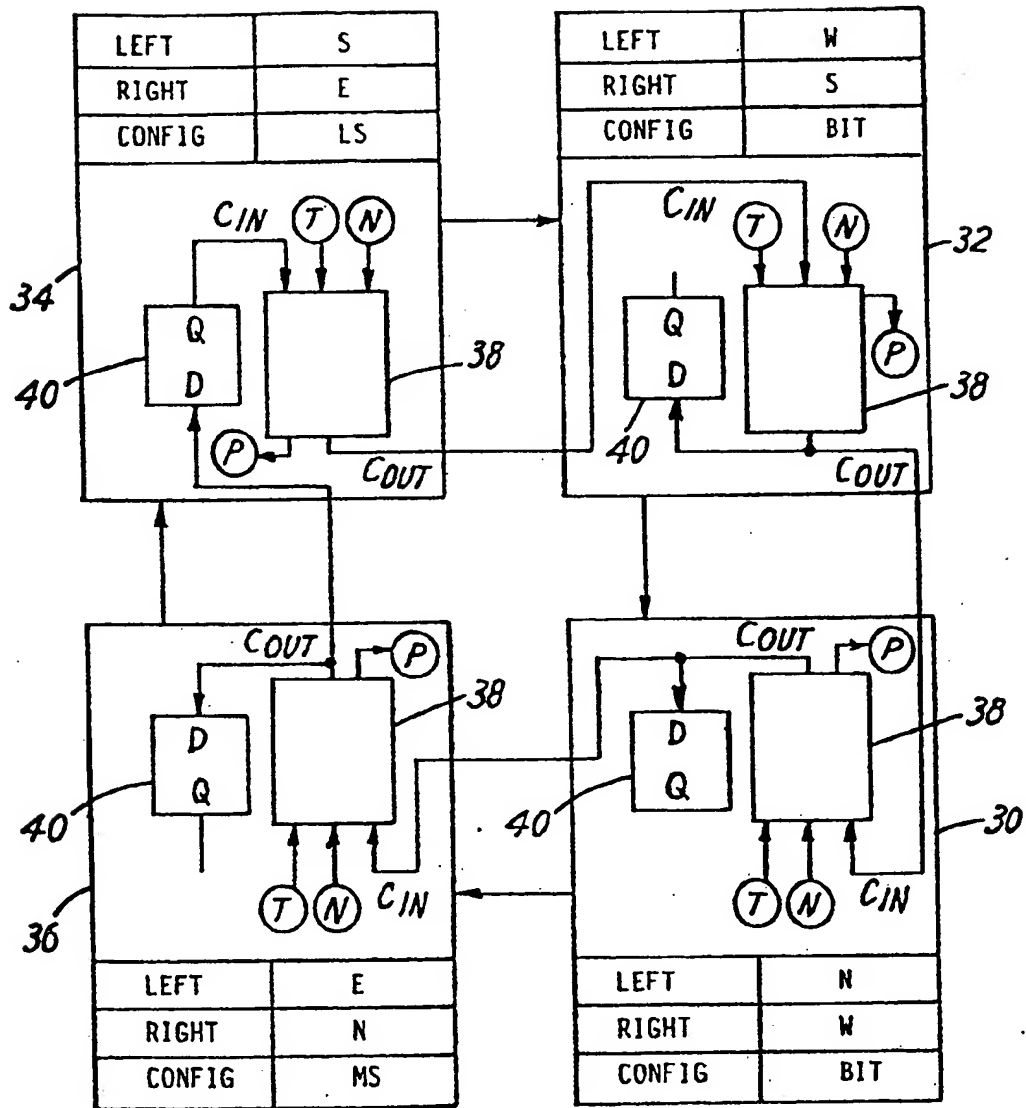 LEFT S
RIGHT E
CONFIG LS
LEFT W
RIGHT S
CONFIG BIT
CIN T N
34
Q
D
40
38
P
COUT
CIN T N
32
Q
D
40
P
38
COUT
COUT P
D
Q
40
38
T N CIN
36
COUT P
D
Q
40
38
30
T N CIN
LEFT E
RIGHT N
CONFIG MS
LEFT N
RIGHT W
CONFIG BIT